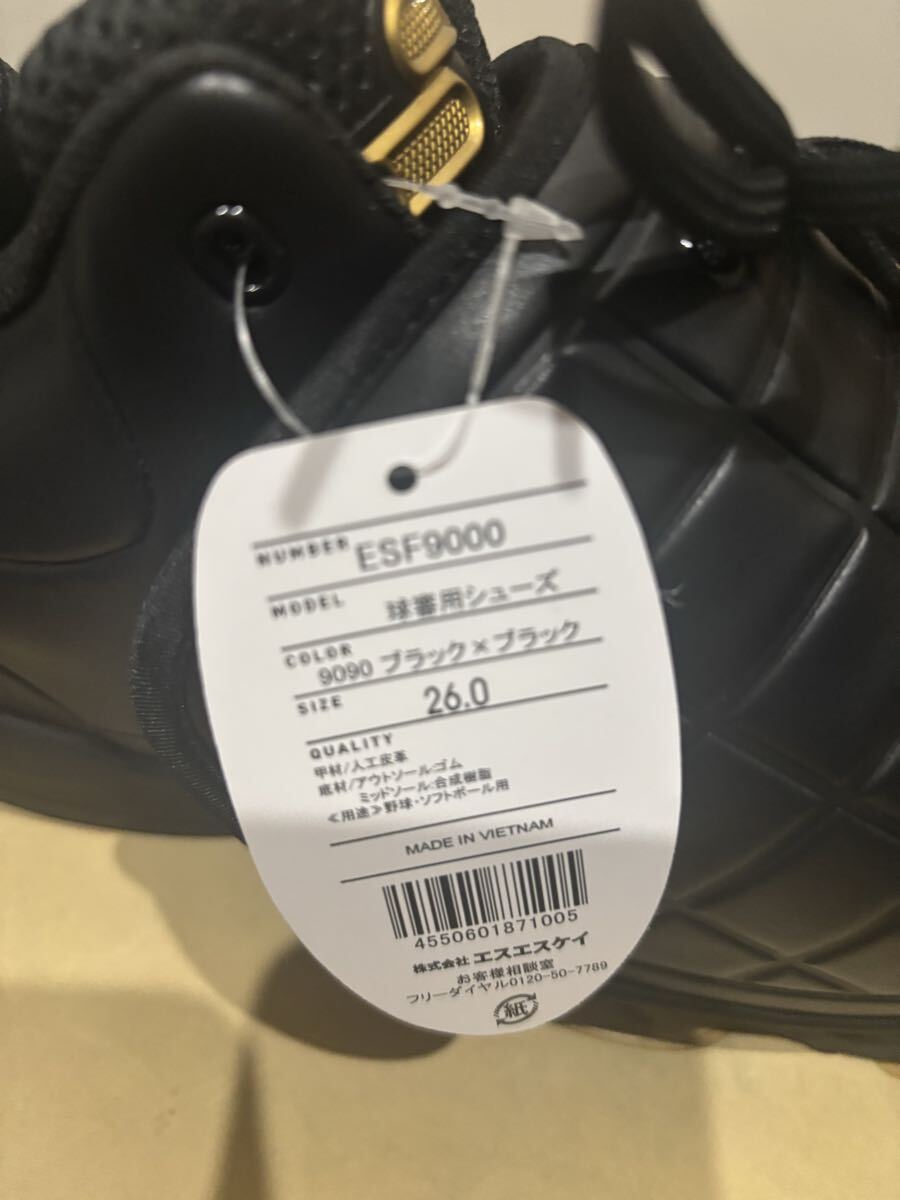 NUMBER ESF9000
MODEL 球審用シューズ
COLOR 9090 ブラック×ブラック
SIZE 26.0
QUALITY
甲材/人工皮革
底材/アウトソール:ゴム
ミッドソール:合成樹脂
≪用途≫野球・ソフトボール用
MADE IN VIETNAM
4550601871005
株式会社 エスエスケイ
お客様相談室
フリーダイヤル0120-50-7789
紙